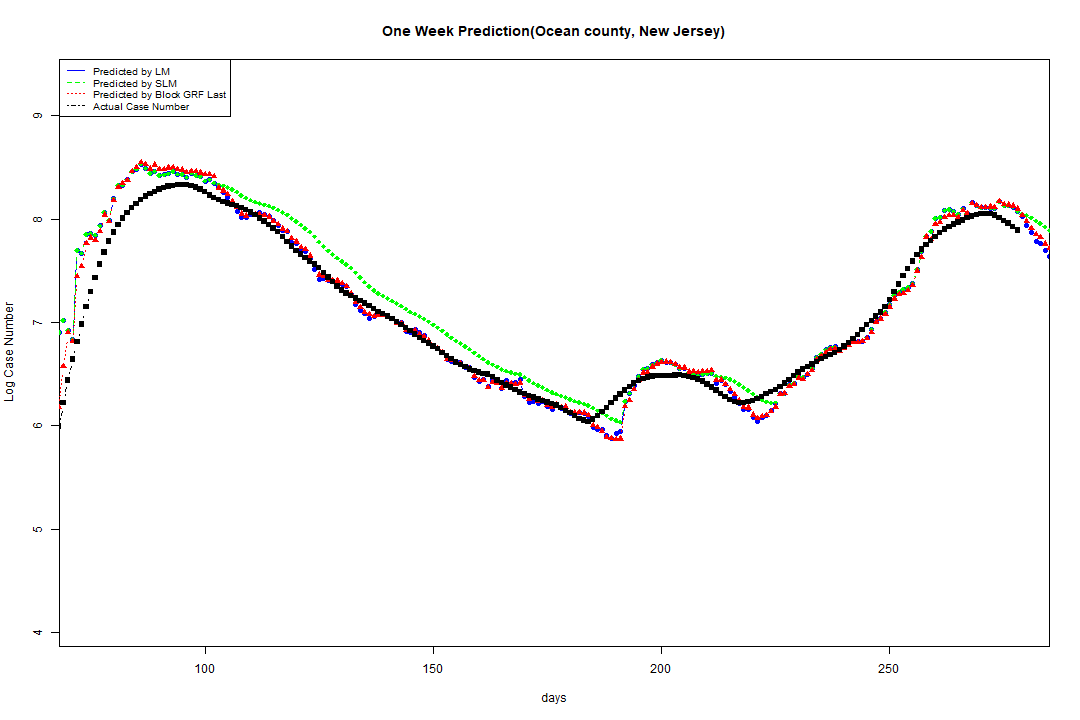 One Week Prediction(Ocean county, New Jersey)
Predicted by LM
Predicted by SLM
Predicted by Block GRF Last
Actual Case Number
Log Case Number
9
8
7
6
5
4
100 150 200 250
days